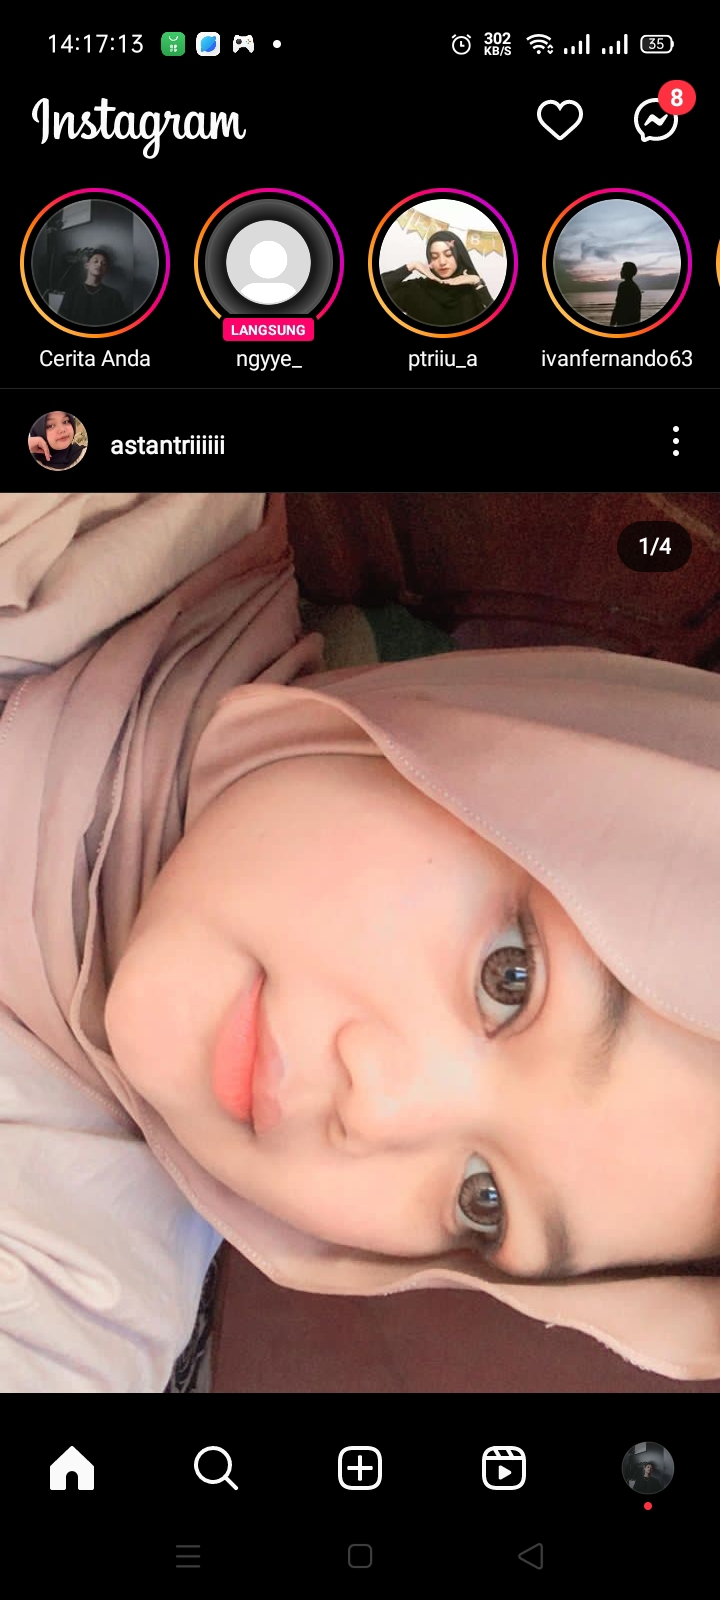 14:17:13
302
KB/S
35
Instagram
8
LANGSUNG
Cerita Anda
ngyye_
ptriiu_a
ivanfernando63
astantriiiiii
1/4